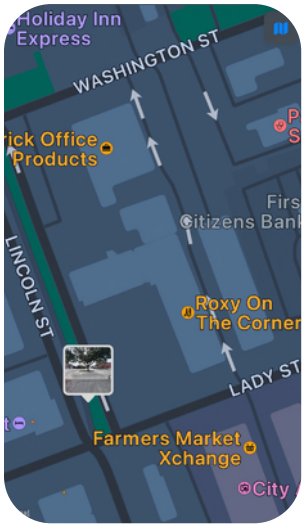 Holiday Inn
Express
WASHINGTON ST
rick Office
Products
P
S
Firs
Citizens Bank
LINCOLN ST
Roxy On
The Corner
LADY ST
t
Farmers Market
Xchange
City